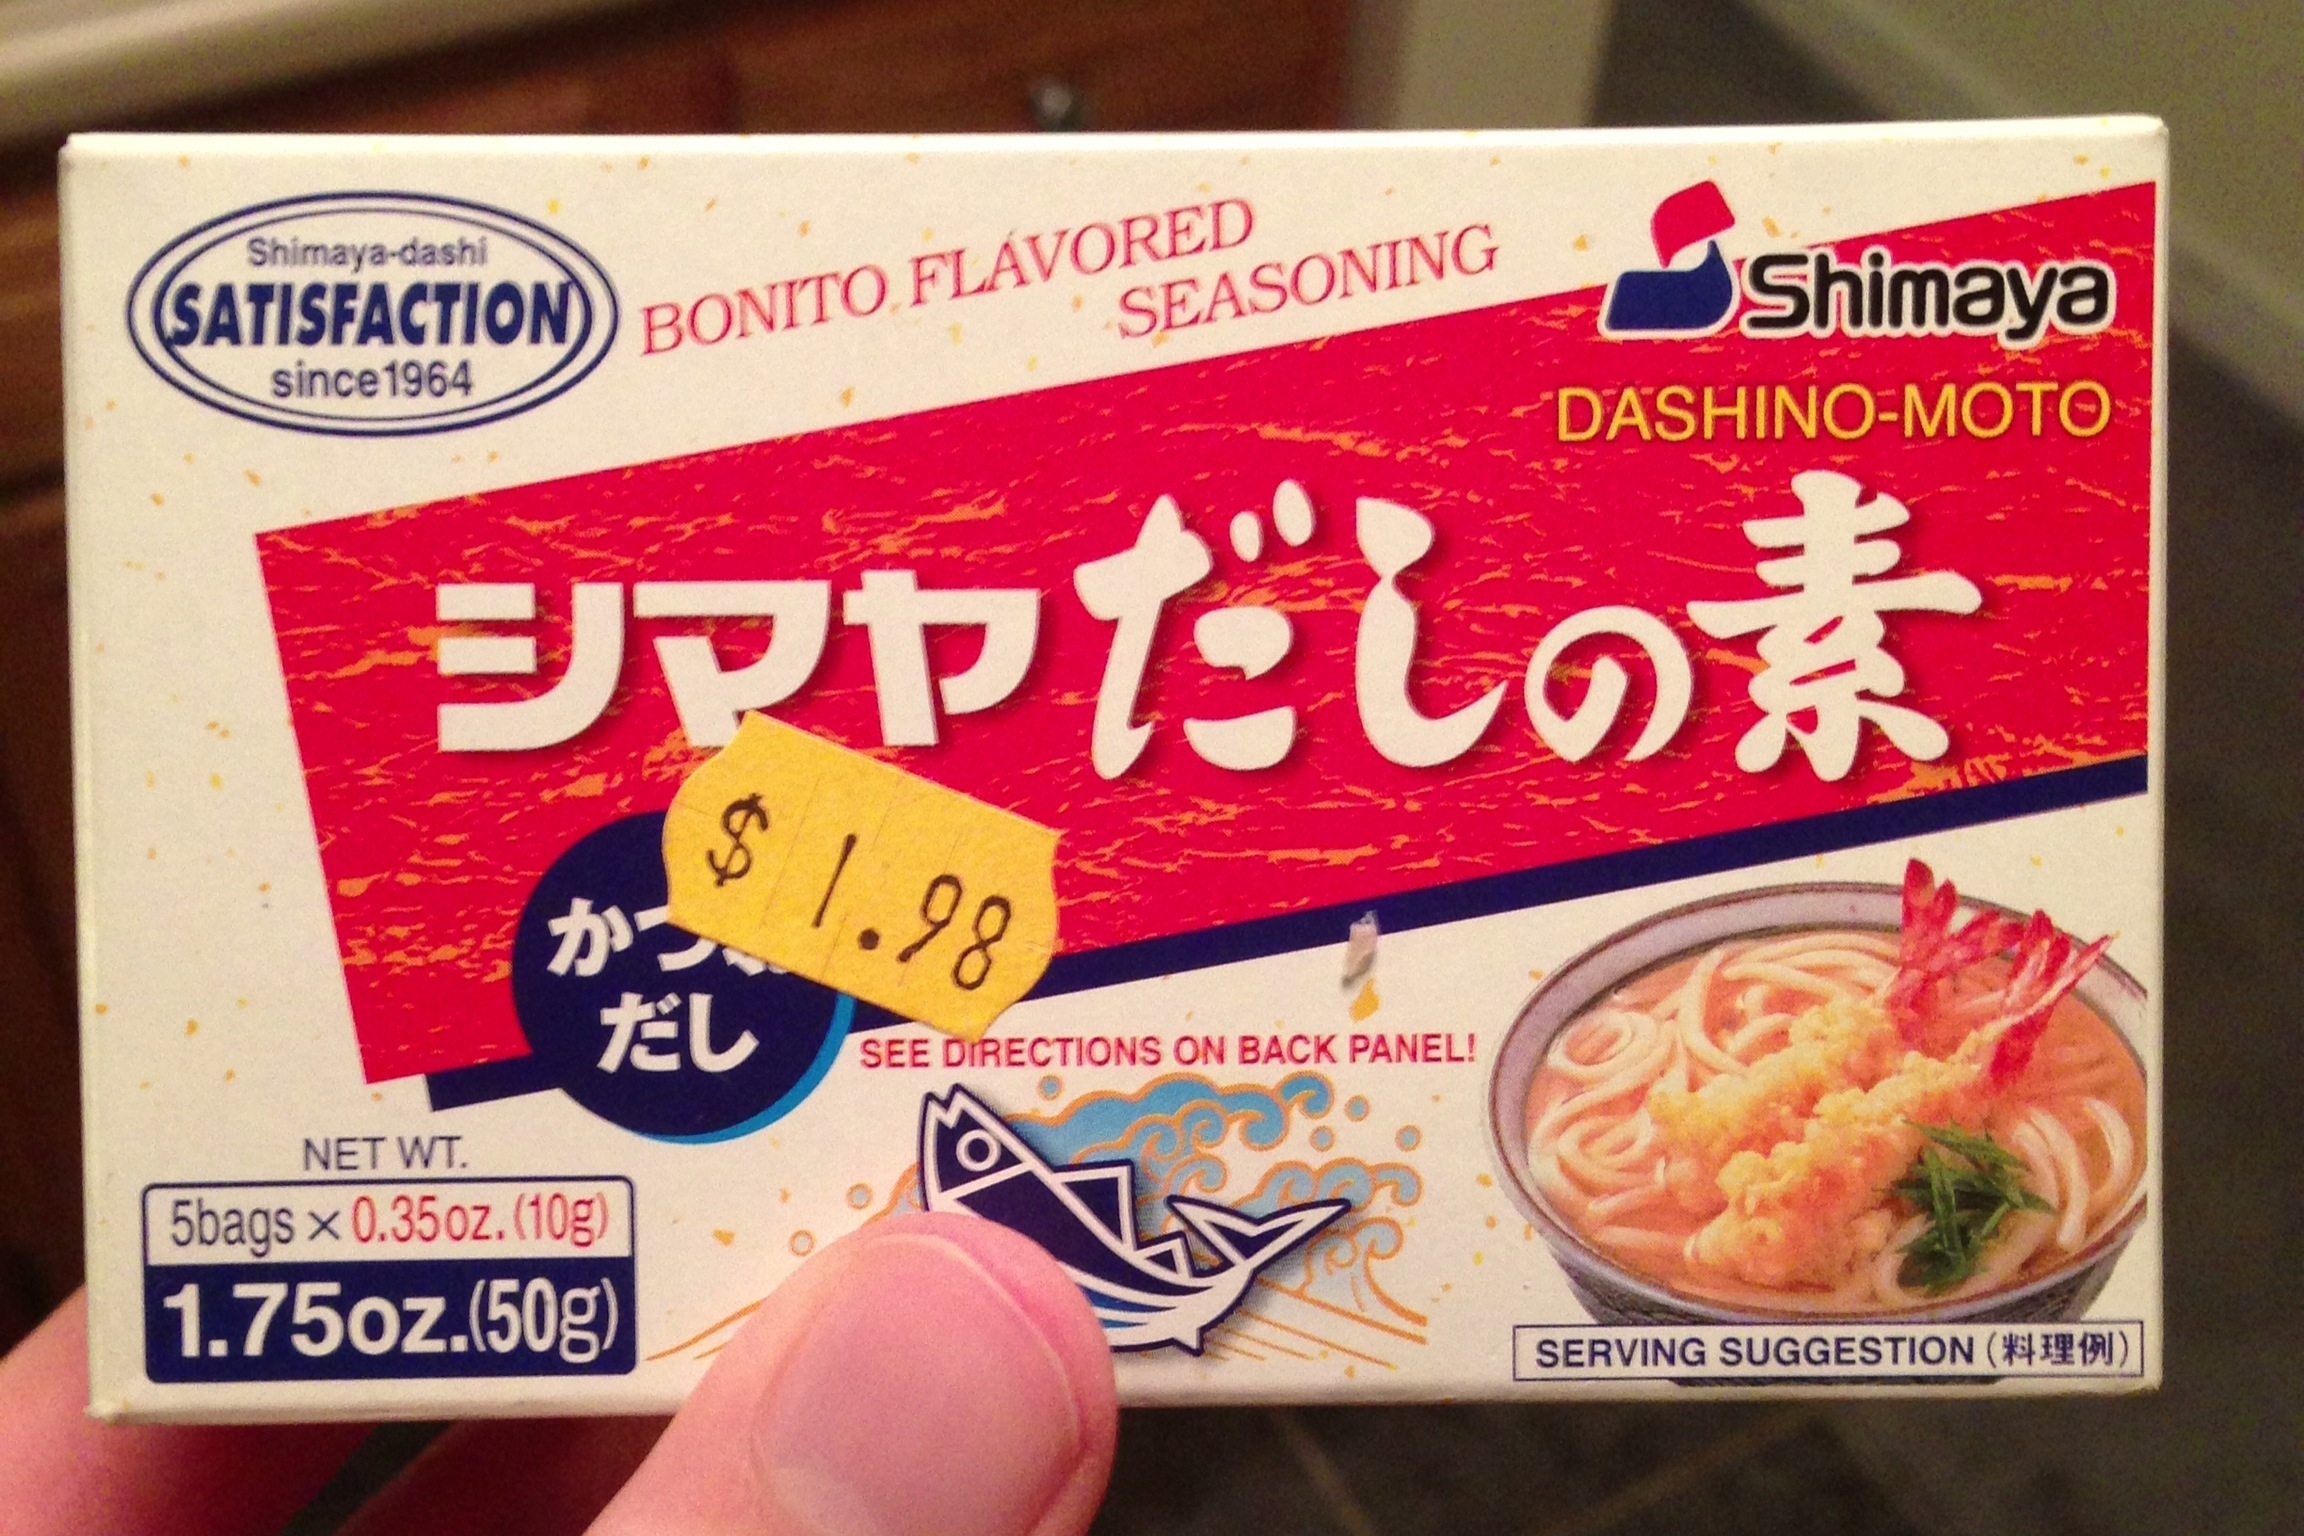 Shimaya-dashi
SATISFACTION
since1964
BONITO FLAVORED
SEASONING
Shimaya
DASHINO-MOTO
シマヤだしの素
$1.98
かつ
だし
SEE DIRECTIONS ON BACK PANEL!
NET WT.
5bags×0.35oz.(10g)
1.75oz.(50g)
SERVING SUGGESTION (料理例)